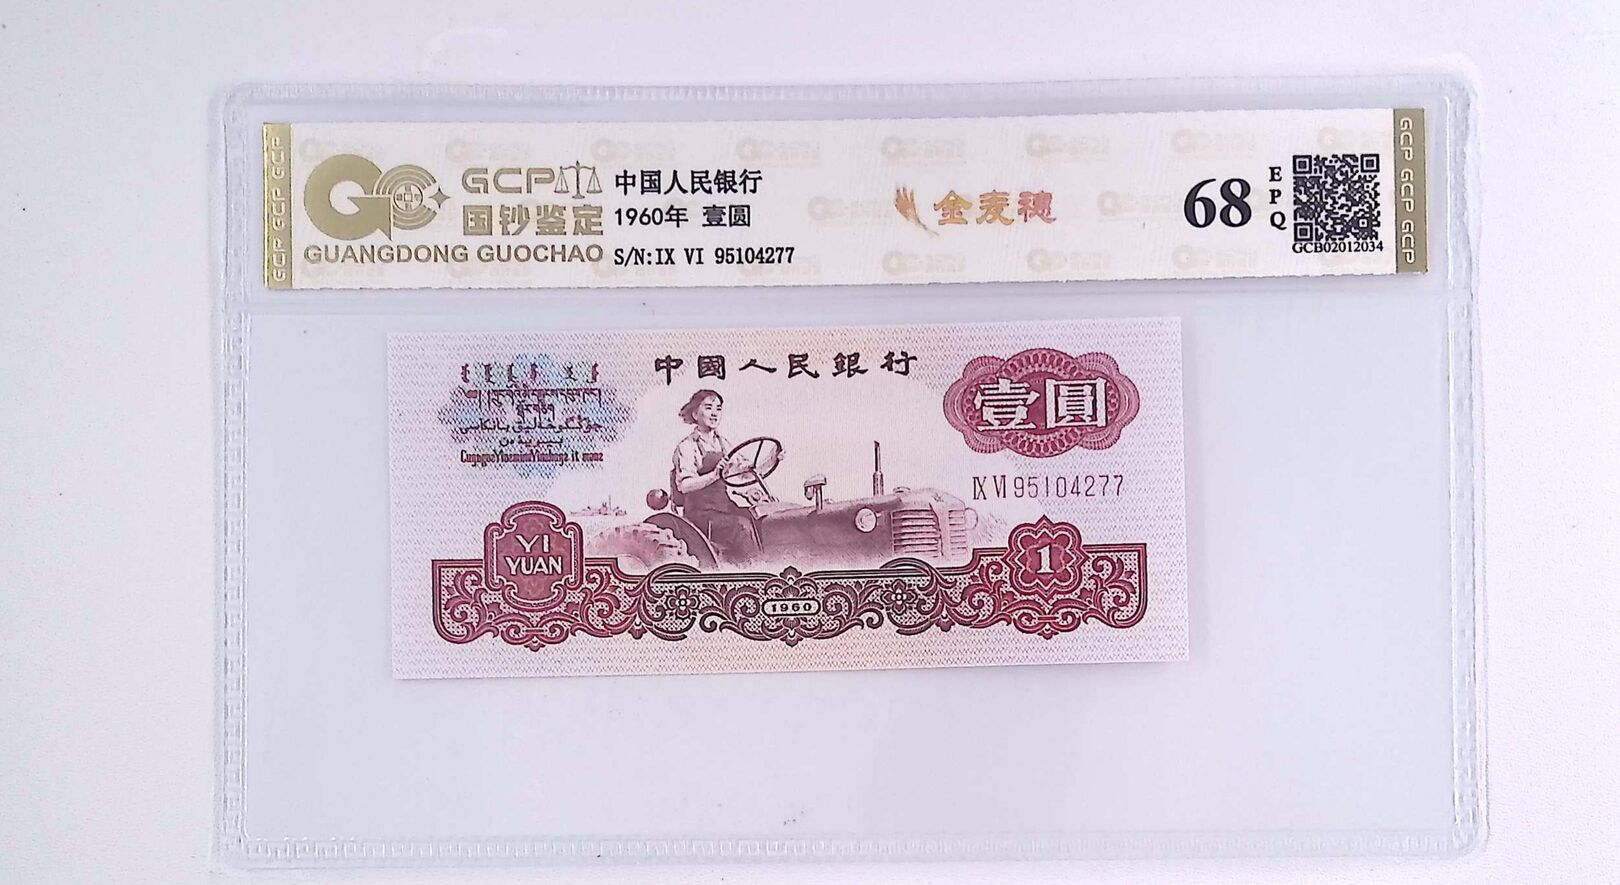 GCP GCP GCP
GCP
国钞鉴定
GUANGDONG GUOCHAO
中国人民银行
1960年 壹圆
S/N:IX VI 95104277
金麦穗
68
EPQ
GCB02012034
GCP GCP GCP
中國人民銀行
壹圓
IX VI 95104277
YI
YUAN
1960
1